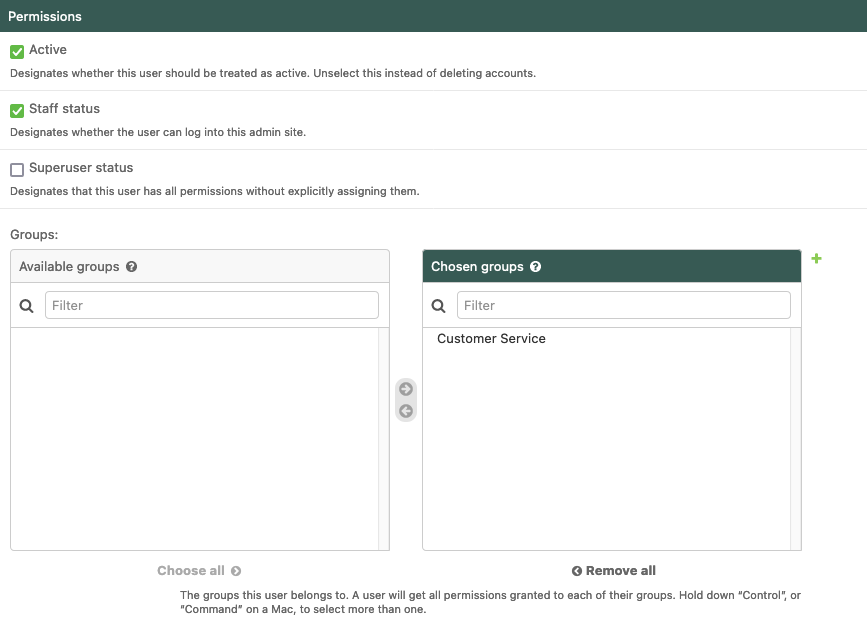 Permissions
Active
Designates whether this user should be treated as active. Unselect this instead of deleting accounts.
Staff status
Designates whether the user can log into this admin site.
Superuser status
Designates that this user has all permissions without explicitly assigning them.
Groups:
Available groups ?
Filter
Chosen groups ?
Filter
Customer Service
Choose all
Remove all
The groups this user belongs to. A user will get all permissions granted to each of their groups. Hold down “Control”, or
“Command” on a Mac, to select more than one.